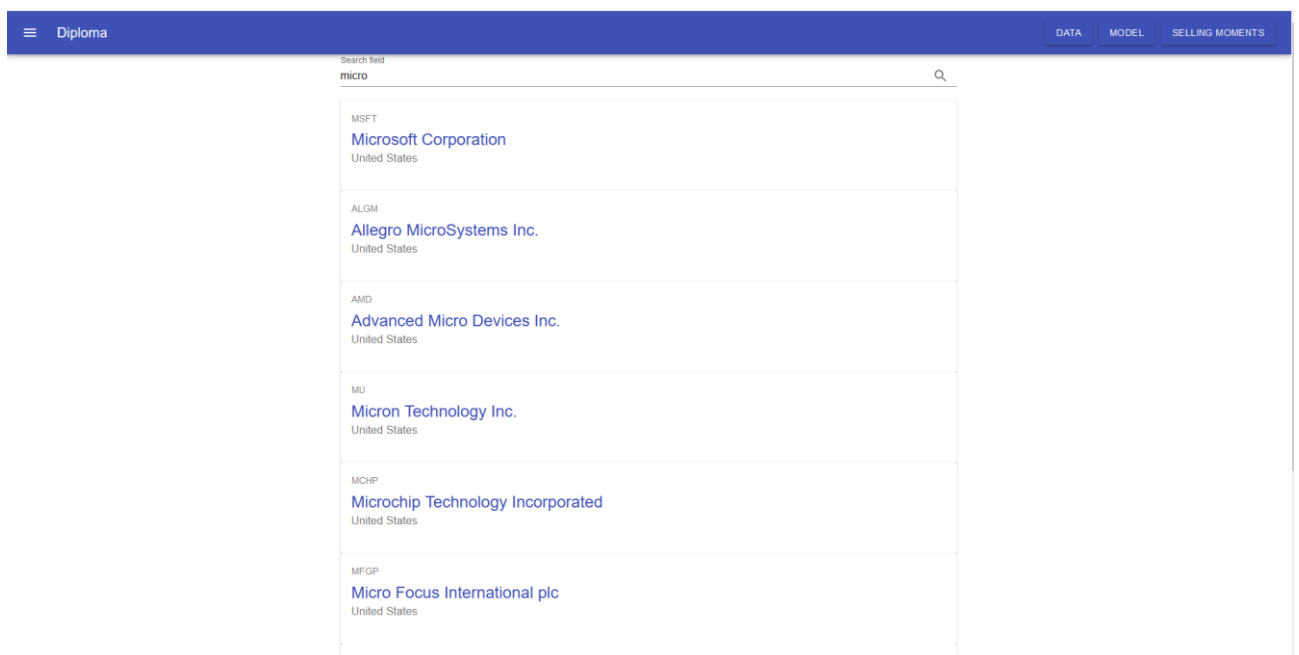 Diploma
DATA MODEL SELLING MOMENTS
Search field
micro
MSFT
Microsoft Corporation
United States
ALGM
Allegro MicroSystems Inc.
United States
AMD
Advanced Micro Devices Inc.
United States
MU
Micron Technology Inc.
United States
MCHP
Microchip Technology Incorporated
United States
MFGP
Micro Focus International plc
United States